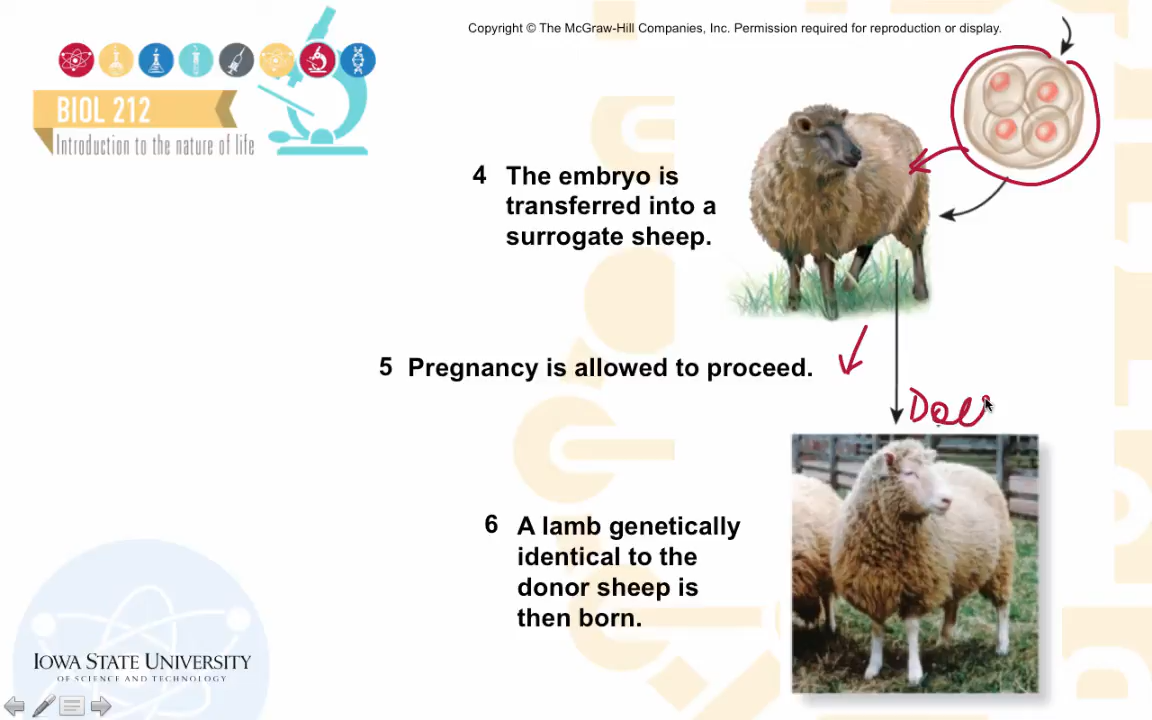 Copyright © The McGraw-Hill Companies, Inc. Permission required for reproduction or display.
BIOL 212
Introduction to the nature of life
4 The embryo is
transferred into a
surrogate sheep.
5 Pregnancy is allowed to proceed.
Dol
6 A lamb genetically
identical to the
donor sheep is
then born.
IOWA STATE UNIVERSITY
OF SCIENCE AND TECHNOLOGY